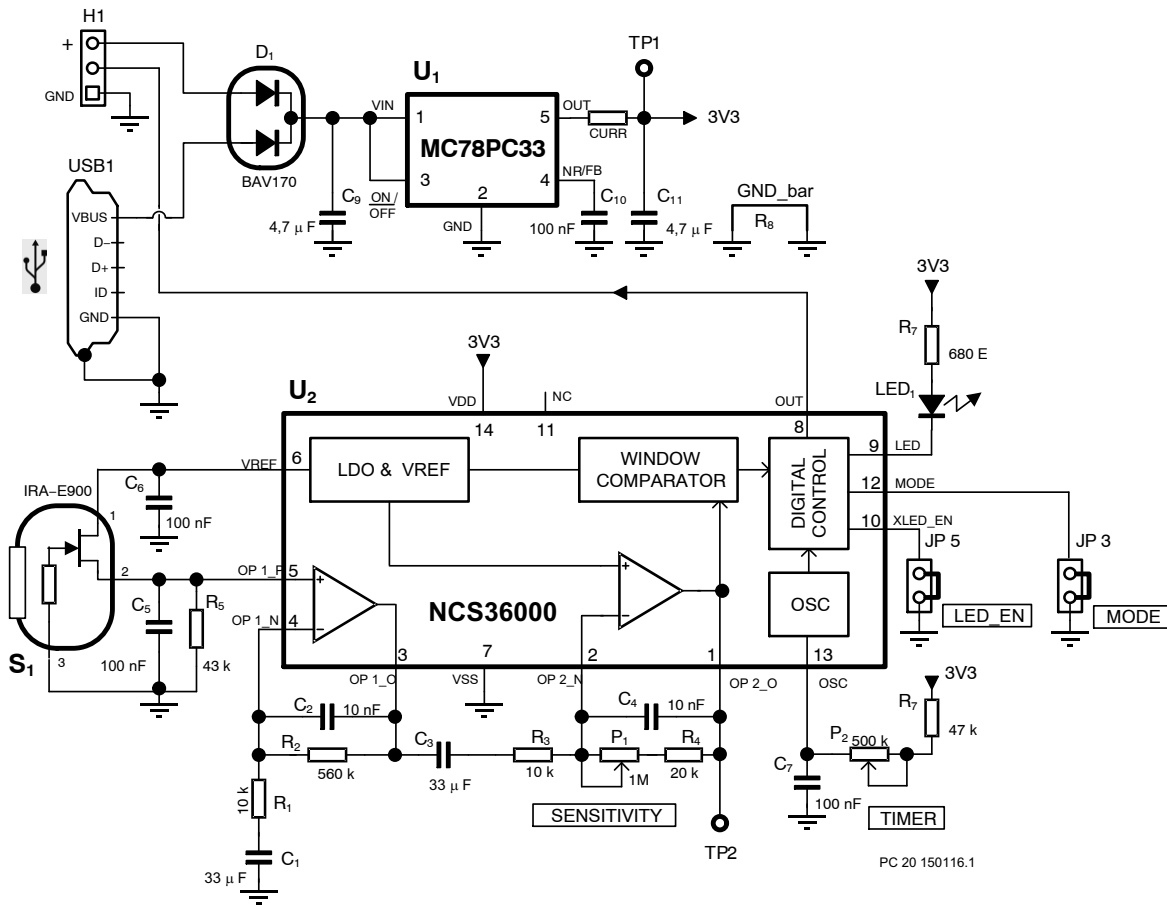 H1
+
GND
D1
BAV170
USB1
VBUS
D−
D+
ID
GND
U1
VIN
1
3
ON/
OFF
MC78PC33
2
GND
5
OUT
4
NR/FB
CURR
TP1
3V3
C9
4,7 μ F
C10
100 nF
C11
4,7 μ F
GND_bar
R8
3V3
R7
680 E
LED1
3V3
U2
VDD
14
NC
11
OUT
8
9
LED
12
MODE
10
XLED_EN
VREF
6
LDO & VREF
WINDOW
COMPARATOR
DIGITAL
CONTROL
OSC
NCS36000
IRA−E900
1
2
3
S1
C6
100 nF
C5
100 nF
R5
43 k
OP 1_P
5
+
OP 1_N
4
−
+
−
3
OP 1_O
7
VSS
2
OP 2_N
1
OP 2_O
13
OSC
JP 5
LED_EN
JP 3
MODE
C2
10 nF
R2
560 k
10 k
R1
C1
33 μ F
C3
33 μ F
R3
10 k
C4
10 nF
P1
1M
R4
20 k
SENSITIVITY
TP2
C7
100 nF
P2
500 k
TIMER
3V3
R7
47 k
PC 20 150116.1